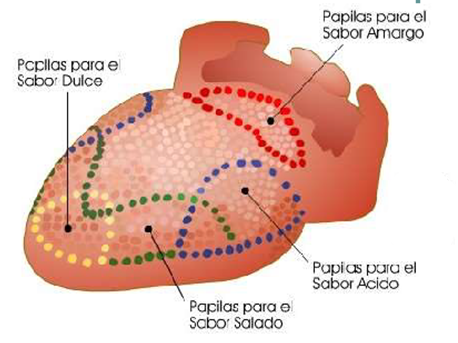 Papilas para el
Sabor Amargo
Papilas para el
Sabor Dulce
Papilas para el
Sabor Acido
Papilas para el
Sabor Salado